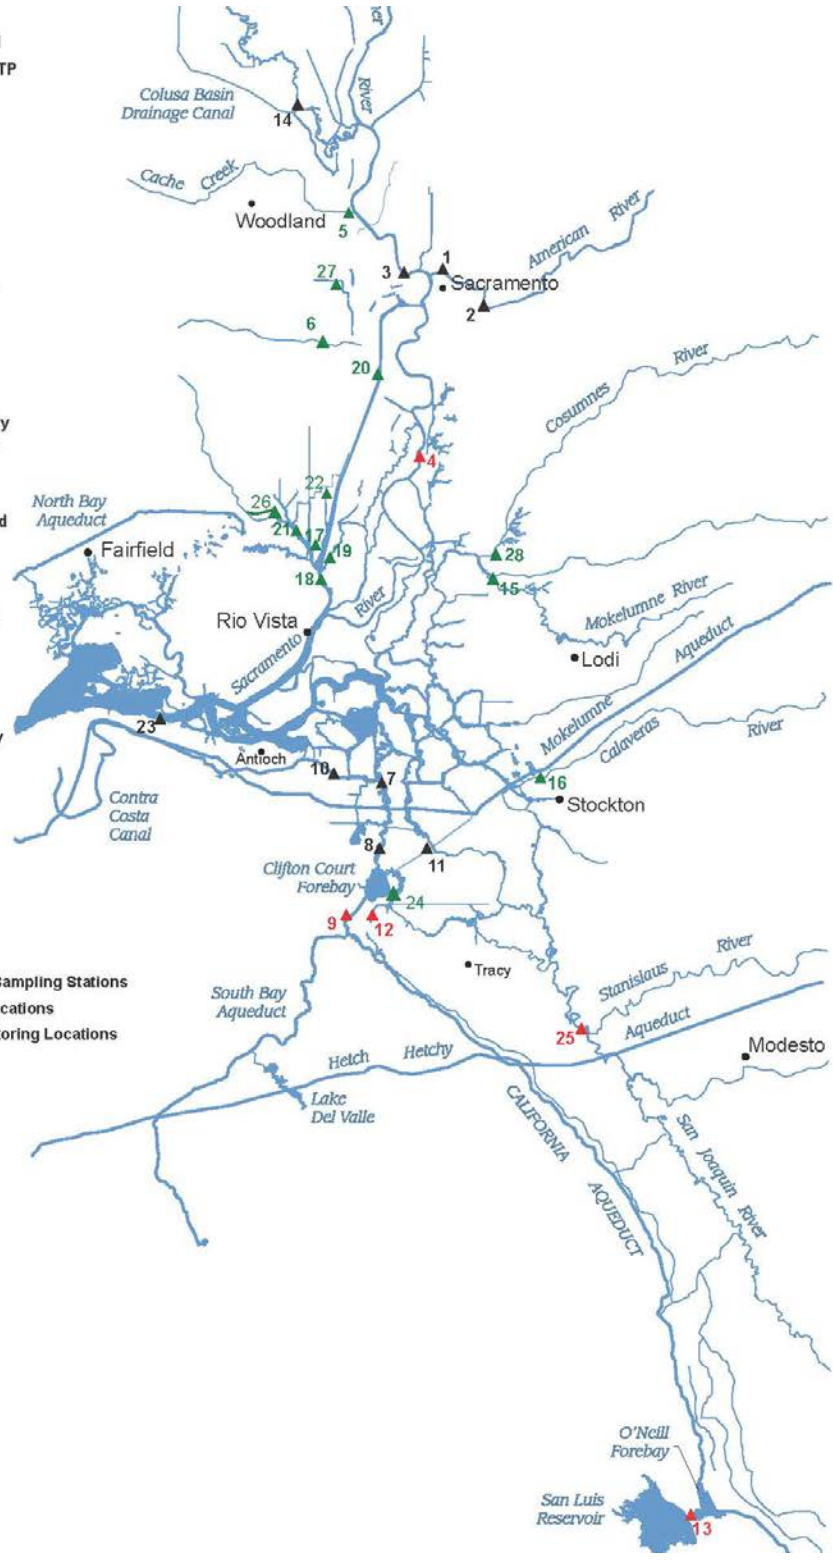 TP
River
Colusa Basin
Drainage Canal
14
Cache Creek
Woodland
5
American River
27
3
1
Sacramento
2
6
20
Cosumnes River
y
4
22
North Bay
Aqueduct
26
d
21
17
Fairfield
19
28
18
15
River
Mokelumne River
Rio Vista
Aqueduct
Lodi
Sacramento
Mokelumne
Calaveras River
23
y
Antioch
10
7
16
Stockton
Contra
Costa
Canal
8
11
Clifton Court
Forebay
24
9
12
Tracy
Stanislaus River
ampling Stations
South Bay
Aqueduct
cations
25
Aqueduct
oring Locations
Modesto
Hetch Hetchy
Lake
Del Valle
CALIFORNIA
AQUEDUCT
San Joaquin River
O'Neill
Forebay
San Luis
Reservoir
13